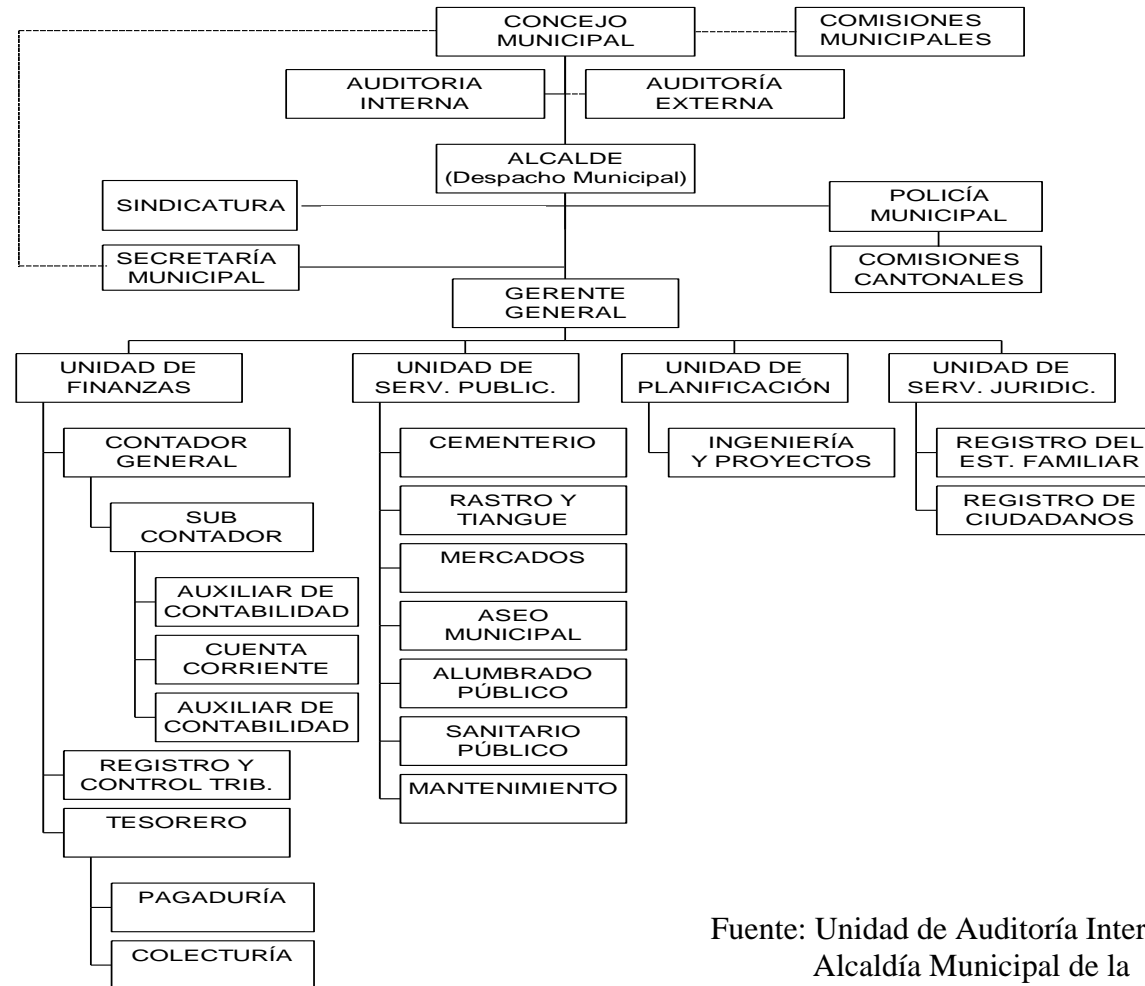 CONCEJO
MUNICIPAL
COMISIONES
MUNICIPALES
AUDITORIA
INTERNA
AUDITORÍA
EXTERNA
ALCALDE
(Despacho Municipal)
SINDICATURA
POLICÍA
MUNICIPAL
SECRETARÍA
MUNICIPAL
COMISIONES
CANTONALES
GERENTE
GENERAL
UNIDAD DE
FINANZAS
UNIDAD DE
SERV. PUBLIC.
UNIDAD DE
PLANIFICACIÓN
UNIDAD DE
SERV. JURIDIC.
CONTADOR
GENERAL
SUB
CONTADOR
AUXILIAR DE
CONTABILIDAD
CUENTA
CORRIENTE
AUXILIAR DE
CONTABILIDAD
REGISTRO Y
CONTROL TRIB.
TESORERO
PAGADURÍA
COLECTURÍA
CEMENTERIO
RASTRO Y
TIANGUE
MERCADOS
ASEO
MUNICIPAL
ALUMBRADO
PÚBLICO
SANITARIO
PÚBLICO
MANTENIMIENTO
INGENIERÍA
Y PROYECTOS
REGISTRO DEL
EST. FAMILIAR
REGISTRO DE
CIUDADANOS
Fuente: Unidad de Auditoría Inter
Alcaldía Municipal de la